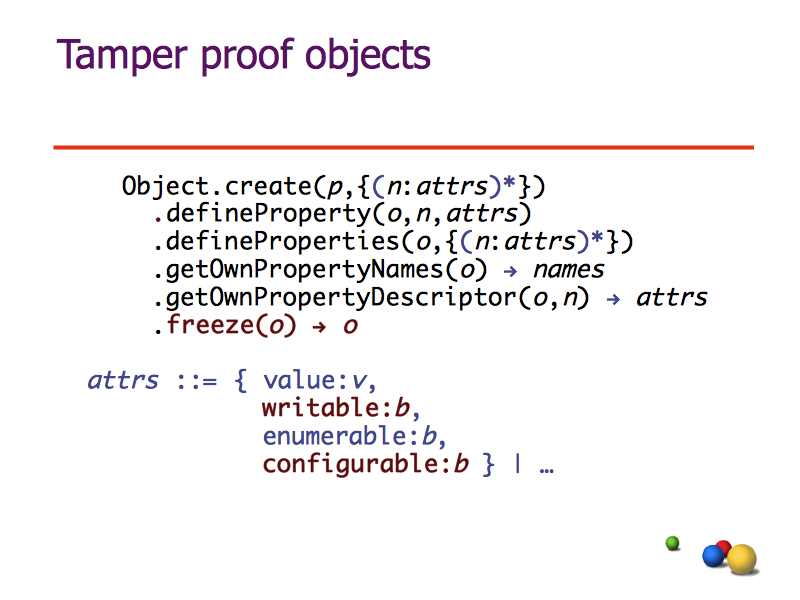 Tamper proof objects
Object.create(p,{(n:attrs)*})
.defineProperty(o,n,attrs)
.defineProperties(o,{(n:attrs)*})
.getOwnPropertyNames(o) → names
.getOwnPropertyDescriptor(o,n) → attrs
.freeze(o) → o
attrs ::= { value:v,
writable:b,
enumerable:b,
configurable:b } | …